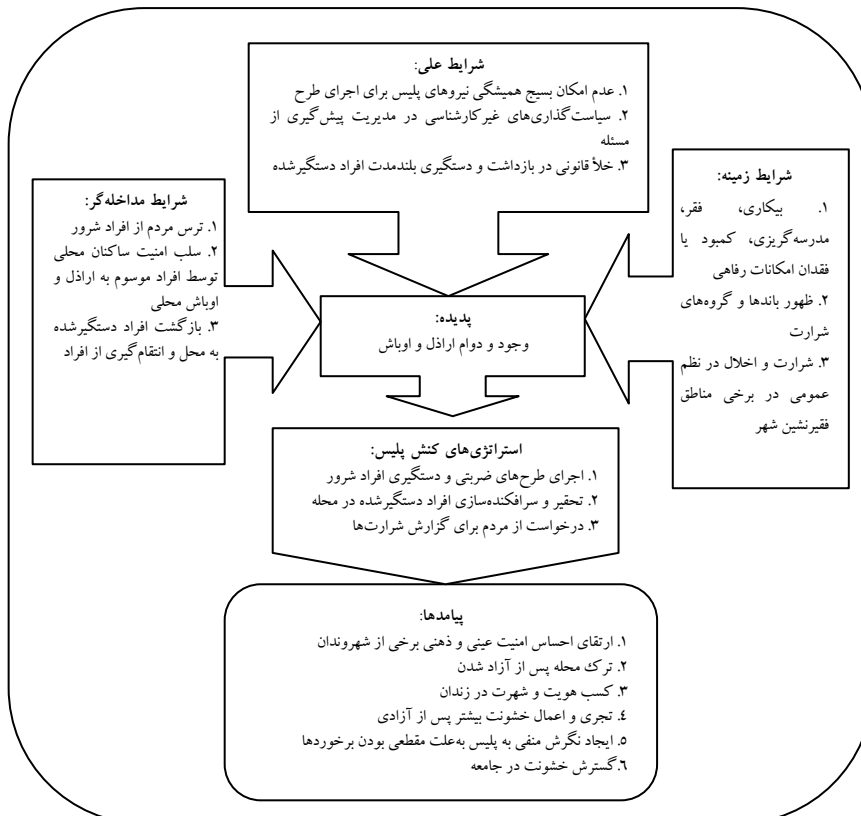 شرایط علی:
۱. عدم امکان بسیج همیشگی نیروهای پلیس برای اجرای طرح
۲. سیاست‌گذاری‌های غیرکارشناسی در مدیریت پیش‌گیری از
مسئله
۳. خلأ قانونی در بازداشت و دستگیری بلندمدت افراد دستگیرشده
شرایط زمینه:
۱. بیکاری، فقر،
مدرسه‌گریزی، کمبود یا
فقدان امکانات رفاهی
۲. ظهور باندها و گروه‌های
شرارت
۳. شرارت و اخلال در نظم
عمومی در برخی مناطق
فقیرنشین شهر
شرایط مداخله‌گر:
۱. ترس مردم از افراد شرور
۲. سلب امنیت ساکنان محلی
توسط افراد موسوم به اراذل و
اوباش محلی
۳. بازگشت افراد دستگیرشده
به محل و انتقام‌گیری از افراد
پدیده:
وجود و دوام اراذل و اوباش
استراتژی‌های کنش پلیس:
۱. اجرای طرح‌های ضربتی و دستگیری افراد شرور
۲. تحقیر و سرافکنده‌سازی افراد دستگیرشده در محله
۳. درخواست از مردم برای گزارش شرارت‌ها
پیامدها:
۱. ارتقای احساس امنیت عینی و ذهنی برخی از شهروندان
۲. ترک محله پس از آزاد شدن
۳. کسب هویت و شهرت در زندان
٤. تجری و اعمال خشونت بیشتر پس از آزادی
٥. ایجاد نگرش منفی به پلیس به‌علت مقطعی بودن برخوردها
٦. گسترش خشونت در جامعه